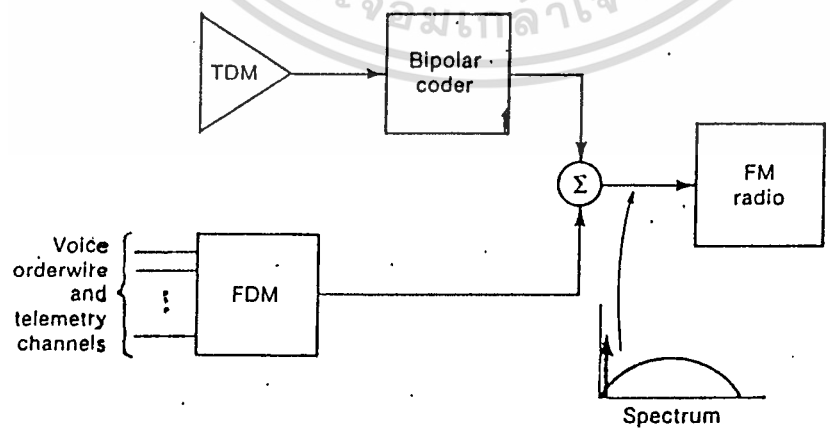 TDM
Bipolar
coder
Σ
FM
radio
Voice
orderwire
and
telemetry
channels
FDM
Spectrum